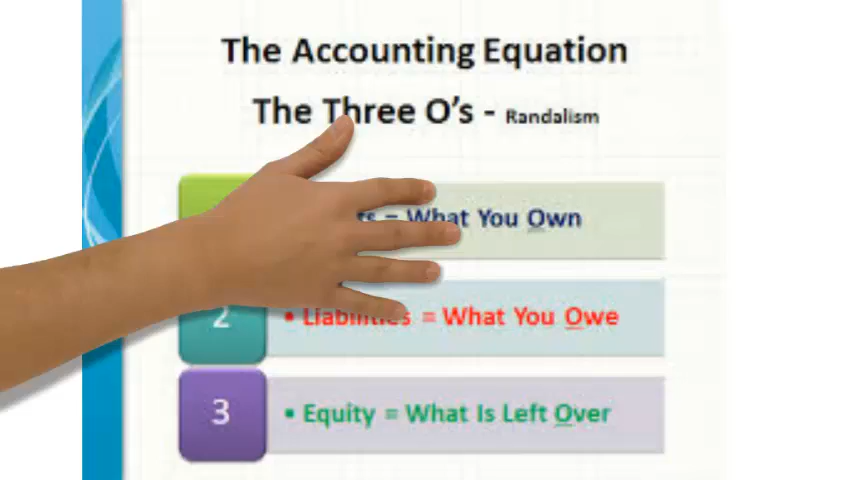 The Accounting Equation
The Three O's - Randalism
= What You Own
2 • Liabilities = What You Owe
3 • Equity = What Is Left Over